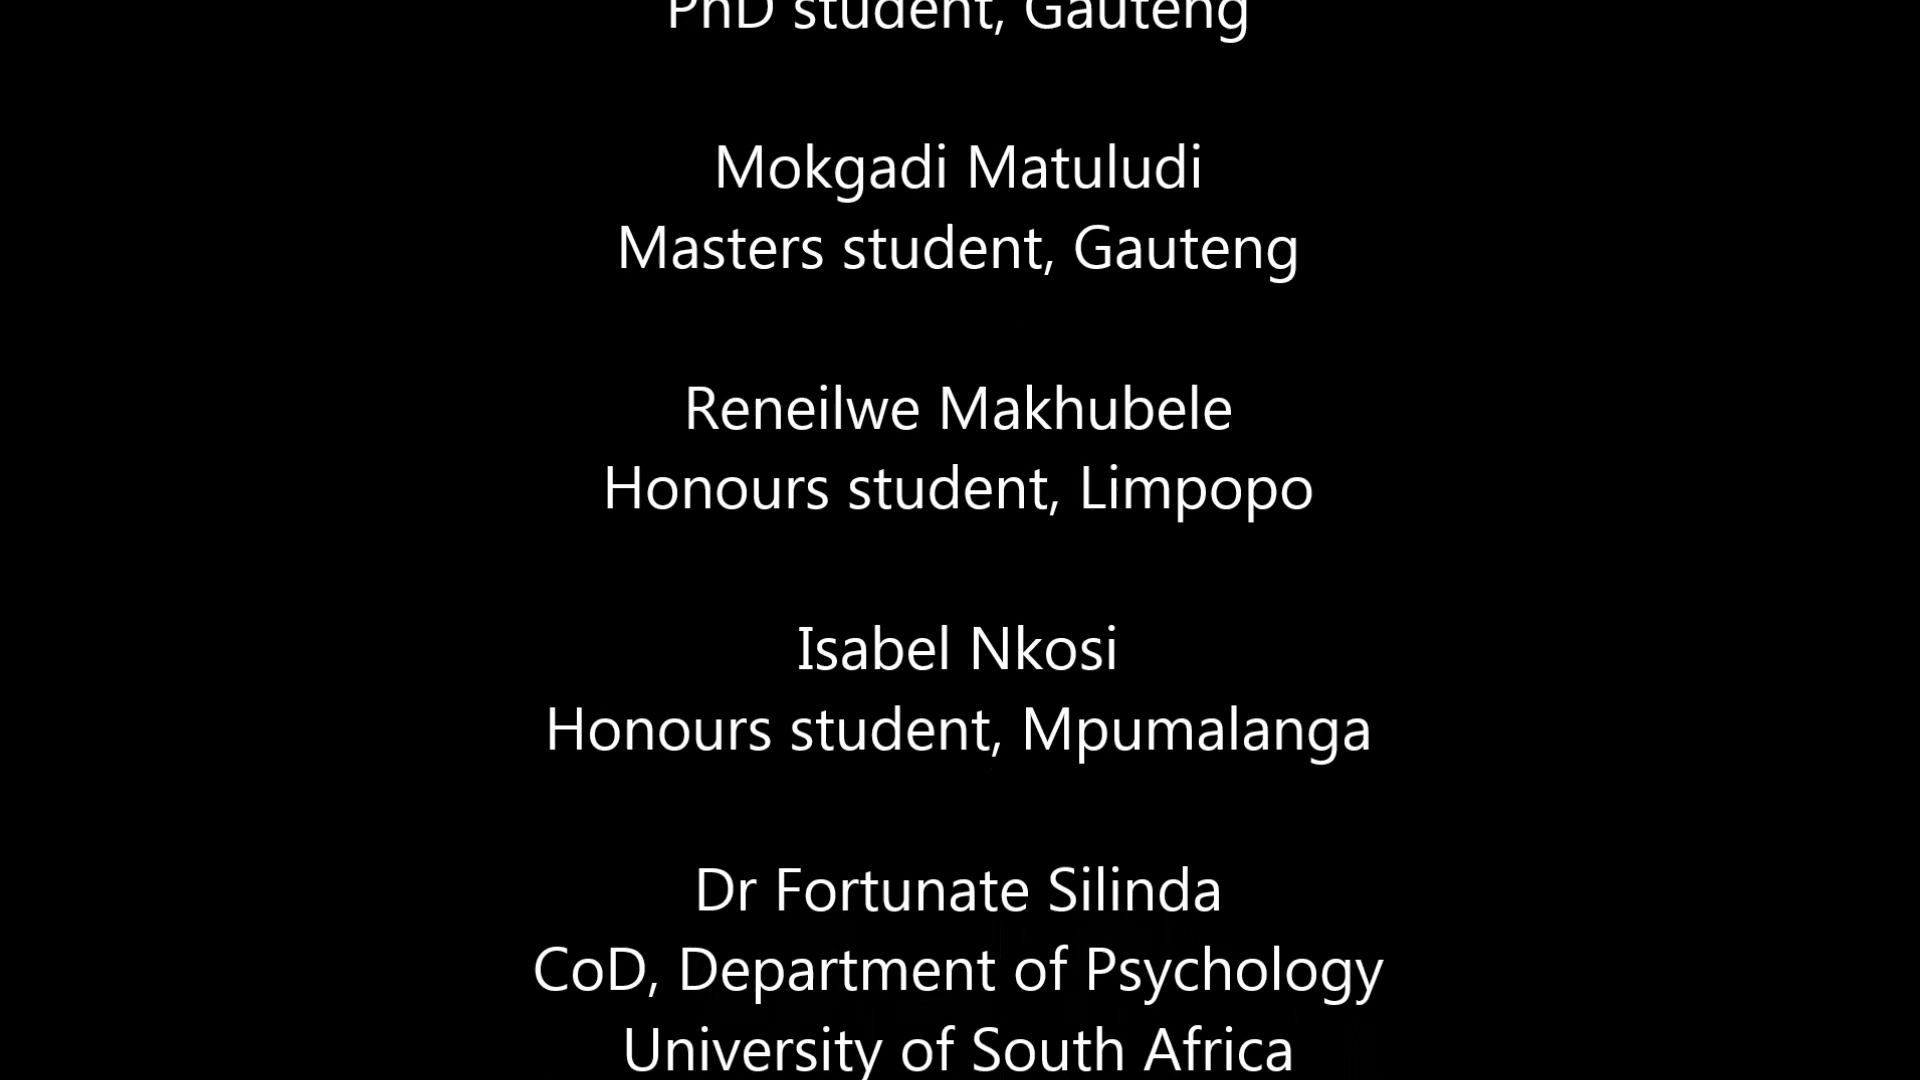 PhD student, Gauteng
Mokgadi Matuludi
Masters student, Gauteng
Reneilwe Makhubele
Honours student, Limpopo
Isabel Nkosi
Honours student, Mpumalanga
Dr Fortunate Silinda
CoD, Department of Psychology
University of South Africa